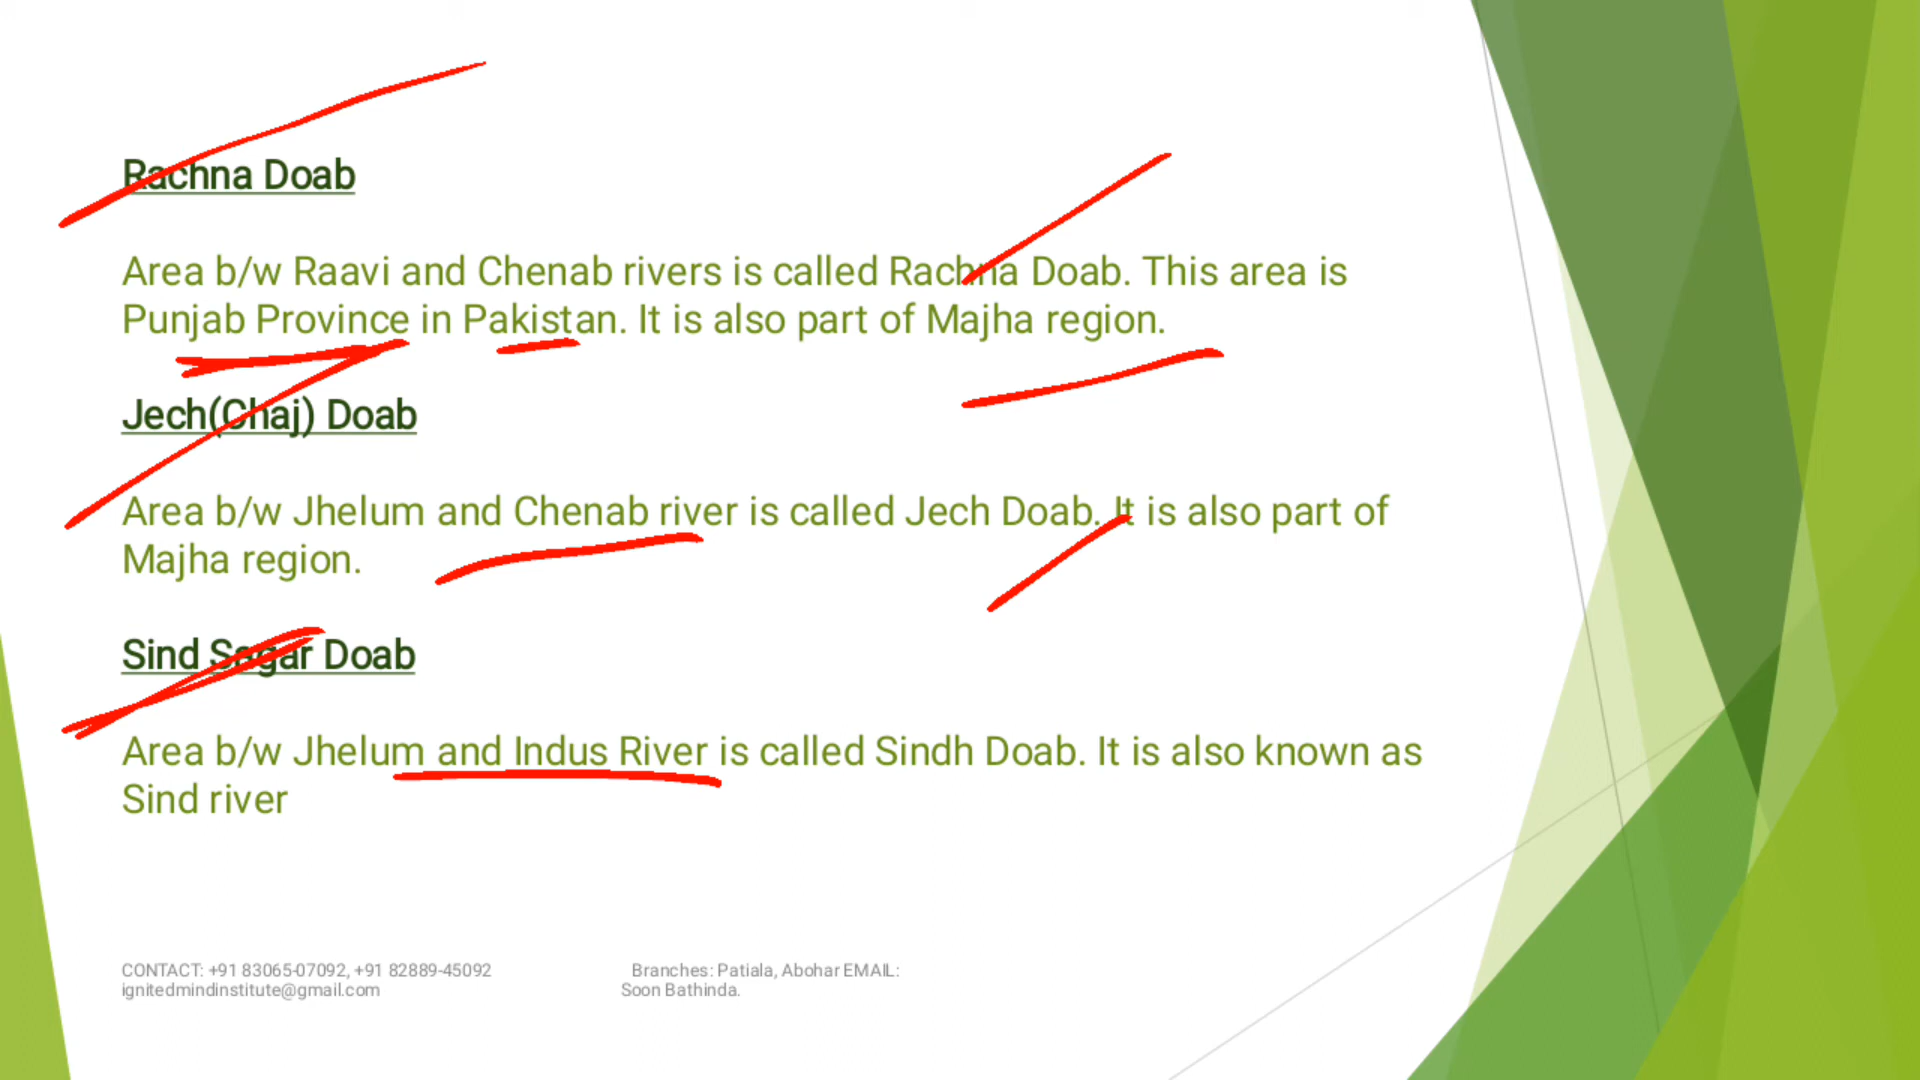 Rachna Doab
Area b/w Raavi and Chenab rivers is called Rachna Doab. This area is
Punjab Province in Pakistan. It is also part of Majha region.
Jech(Chaj) Doab
Area b/w Jhelum and Chenab river is called Jech Doab. It is also part of
Majha region.
Sind Sagar Doab
Area b/w Jhelum and Indus River is called Sindh Doab. It is also known as
Sind river
CONTACT: +91 83065-07092, +91 82889-45092 Branches: Patiala, Abohar EMAIL:
ignitedmindinstitute@gmail.com Soon Bathinda.